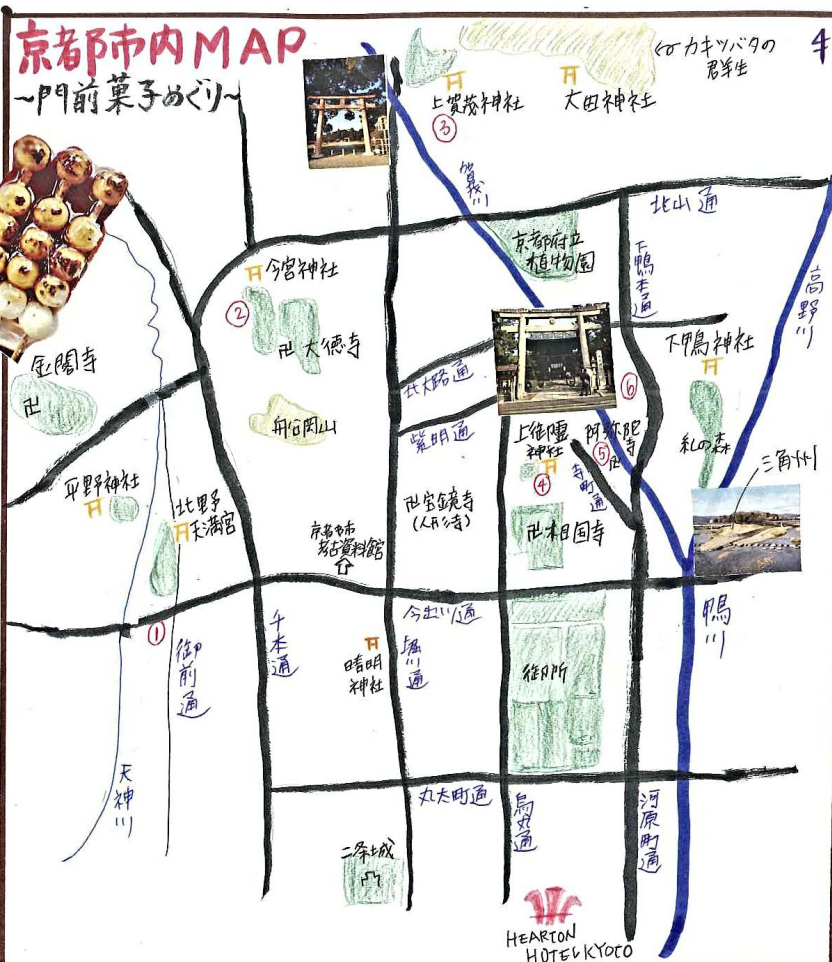 京都市内MAP
~門前菓子めぐり~
カキツバタの
群生
上賀茂神社
太田神社
③
賀茂川
北山通
京都府立
植物園
下鴨本通
高野川
今宮神社
②
卍大徳寺
金閣寺
卍
北大路通
下鴨神社
⑥
船岡山
紫明通
上御霊
神社
④
阿弥陀
寺
⑤
卍
寺町通
糺の森
三角州
平野神社
北野
天満宮
卍宝鏡寺
(人形寺)
京都市
考古資料館
卍相国寺
①
御前通
千本通
今出川通
晴明
神社
堀川通
御所
鴨川
天神川
丸太町通
烏丸通
河原町通
二条城
HEARTON
HOTEL KYOTO